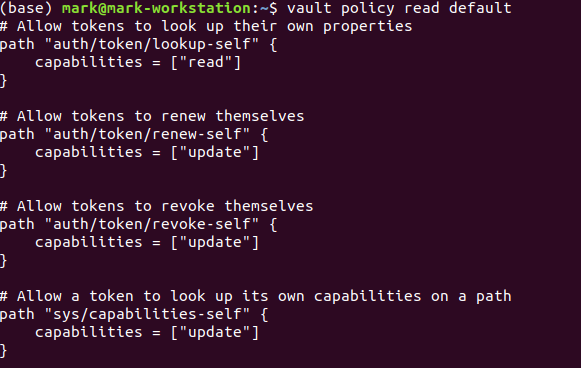 (base) mark@mark-workstation:~$ vault policy read default
# Allow tokens to look up their own properties
path "auth/token/lookup-self" {
    capabilities = ["read"]
}

# Allow tokens to renew themselves
path "auth/token/renew-self" {
    capabilities = ["update"]
}

# Allow tokens to revoke themselves
path "auth/token/revoke-self" {
    capabilities = ["update"]
}

# Allow a token to look up its own capabilities on a path
path "sys/capabilities-self" {
    capabilities = ["update"]
}